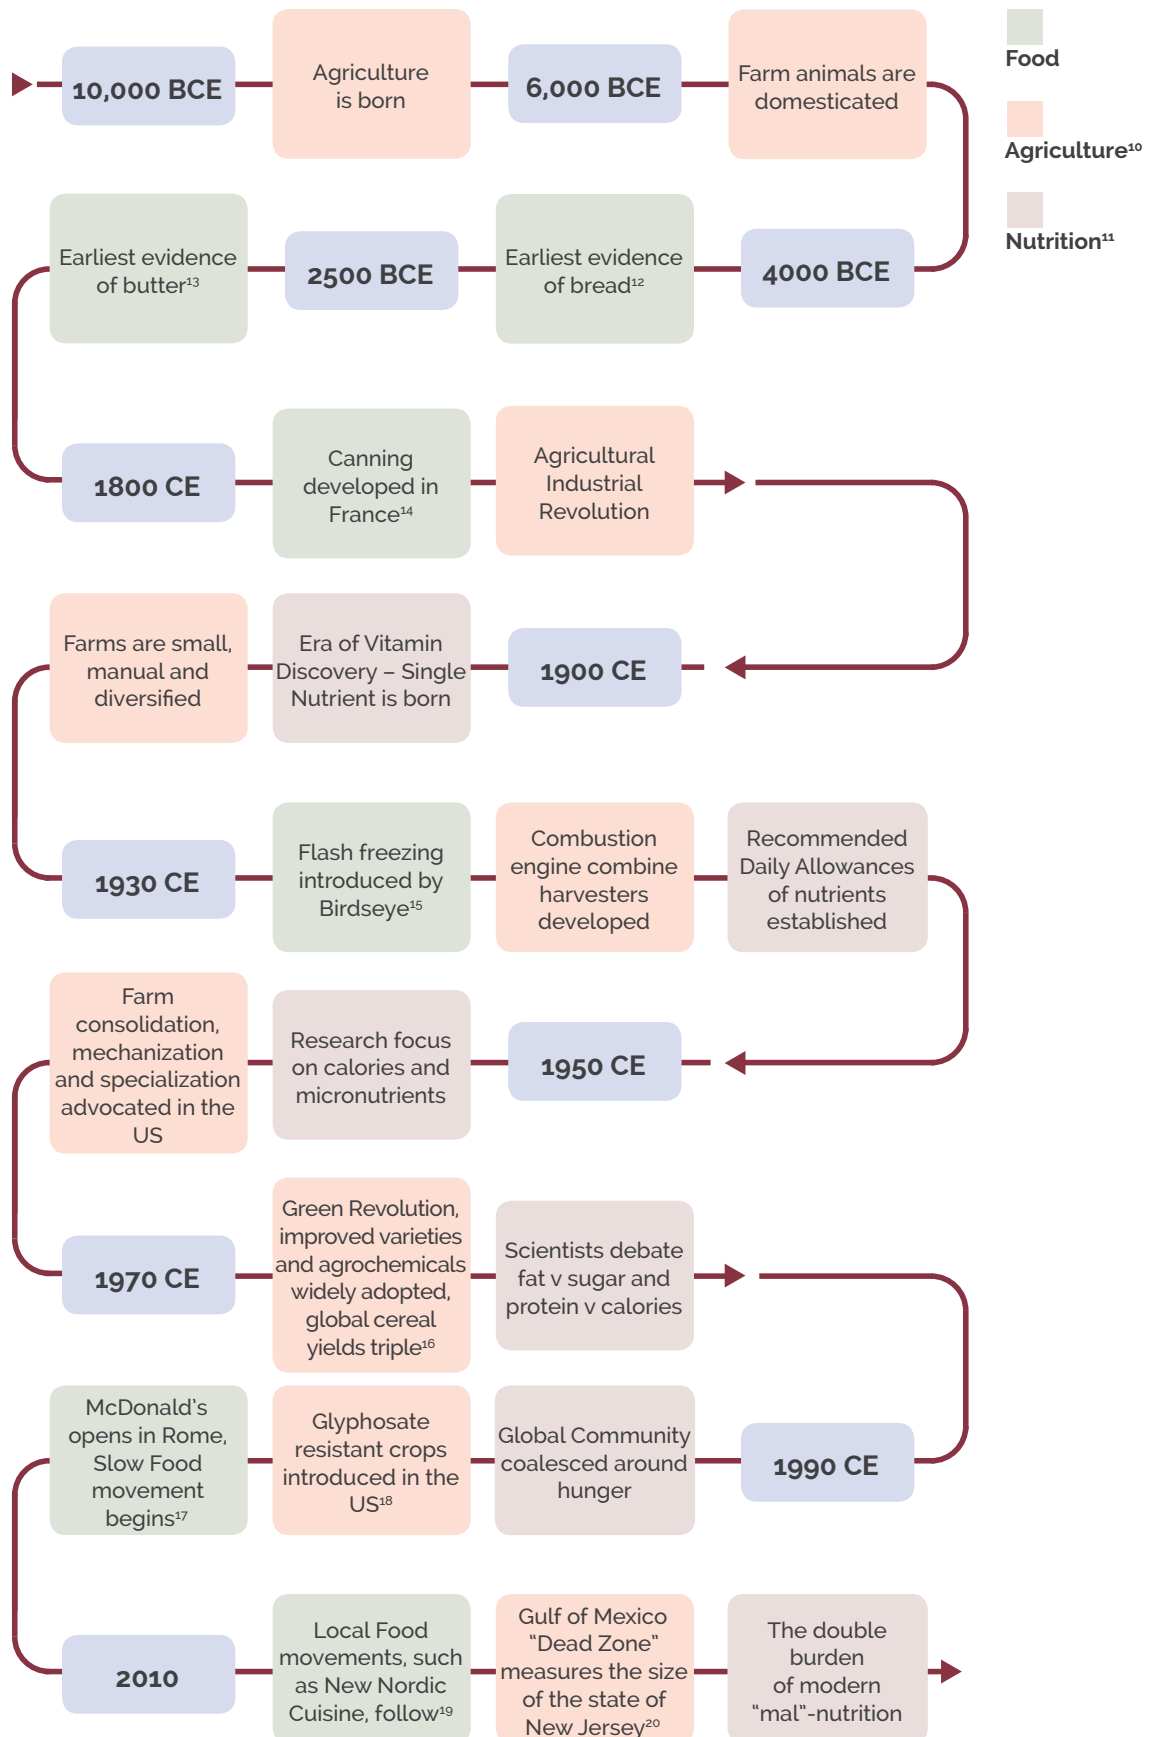 10,000 BCE
Agriculture
is born
6,000 BCE
Farm animals are
domesticated
Food
Agriculture¹⁰
Nutrition¹¹
4000 BCE
Earliest evidence
of bread¹²
2500 BCE
Earliest evidence
of butter¹³
1800 CE
Canning
developed in
France¹⁴
Agricultural
Industrial
Revolution
1900 CE
Era of Vitamin
Discovery – Single
Nutrient is born
Farms are small,
manual and
diversified
1930 CE
Flash freezing
introduced by
Birdseye¹⁵
Combustion
engine combine
harvesters
developed
Recommended
Daily Allowances
of nutrients
established
1950 CE
Research focus
on calories and
micronutrients
Farm
consolidation,
mechanization
and specialization
advocated in the
US
1970 CE
Green Revolution,
improved varieties
and agrochemicals
widely adopted,
global cereal
yields triple¹⁶
Scientists debate
fat v sugar and
protein v calories
1990 CE
Global Community
coalesced around
hunger
Glyphosate
resistant crops
introduced in the
US¹⁸
McDonald's
opens in Rome,
Slow Food
movement
begins¹⁷
2010
Local Food
movements, such
as New Nordic
Cuisine, follow¹⁹
Gulf of Mexico
"Dead Zone"
measures the size
of the state of
New Jersey²⁰
The double
burden
of modern
"mal"-nutrition